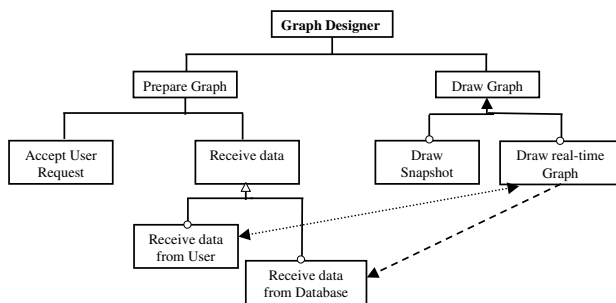 Graph Designer
Prepare Graph
Draw Graph
Accept User
Request
Receive data
Draw
Snapshot
Draw real-time
Graph
Receive data
from User
Receive data
from Database